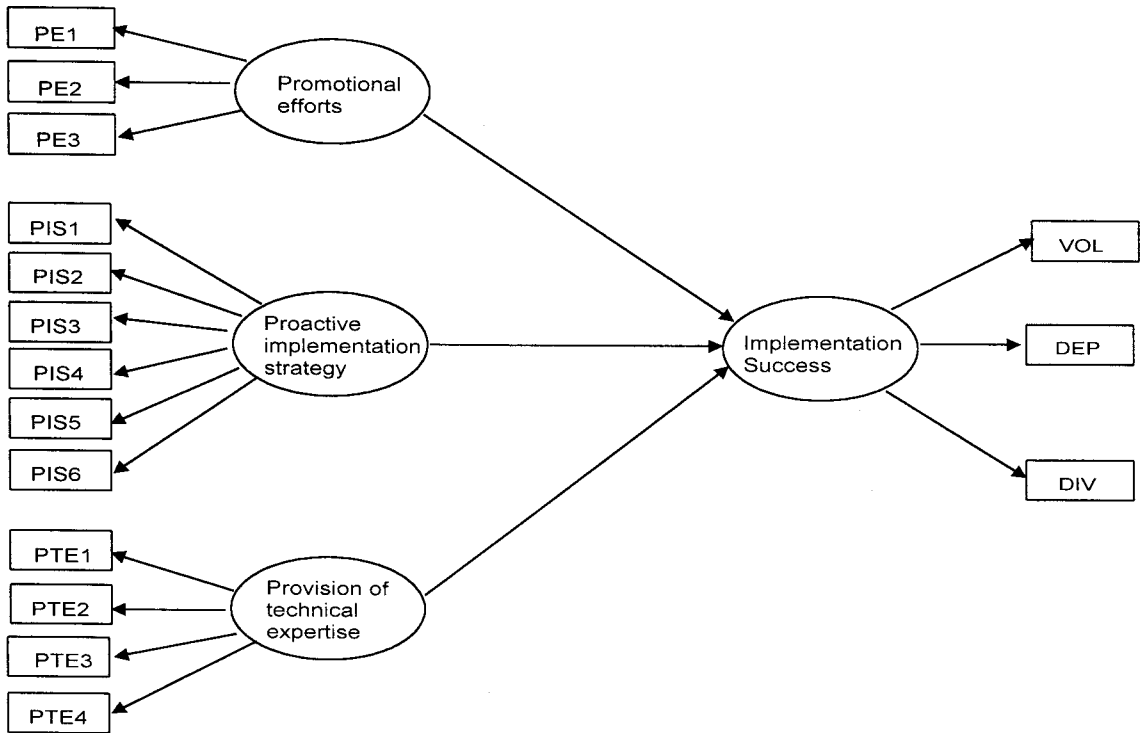 PE1
PE2
PE3
Promotional
efforts
PIS1
PIS2
PIS3
PIS4
PIS5
PIS6
Proactive
implementation
strategy
PTE1
PTE2
PTE3
PTE4
Provision of
technical
expertise
Implementation
Success
VOL
DEP
DIV